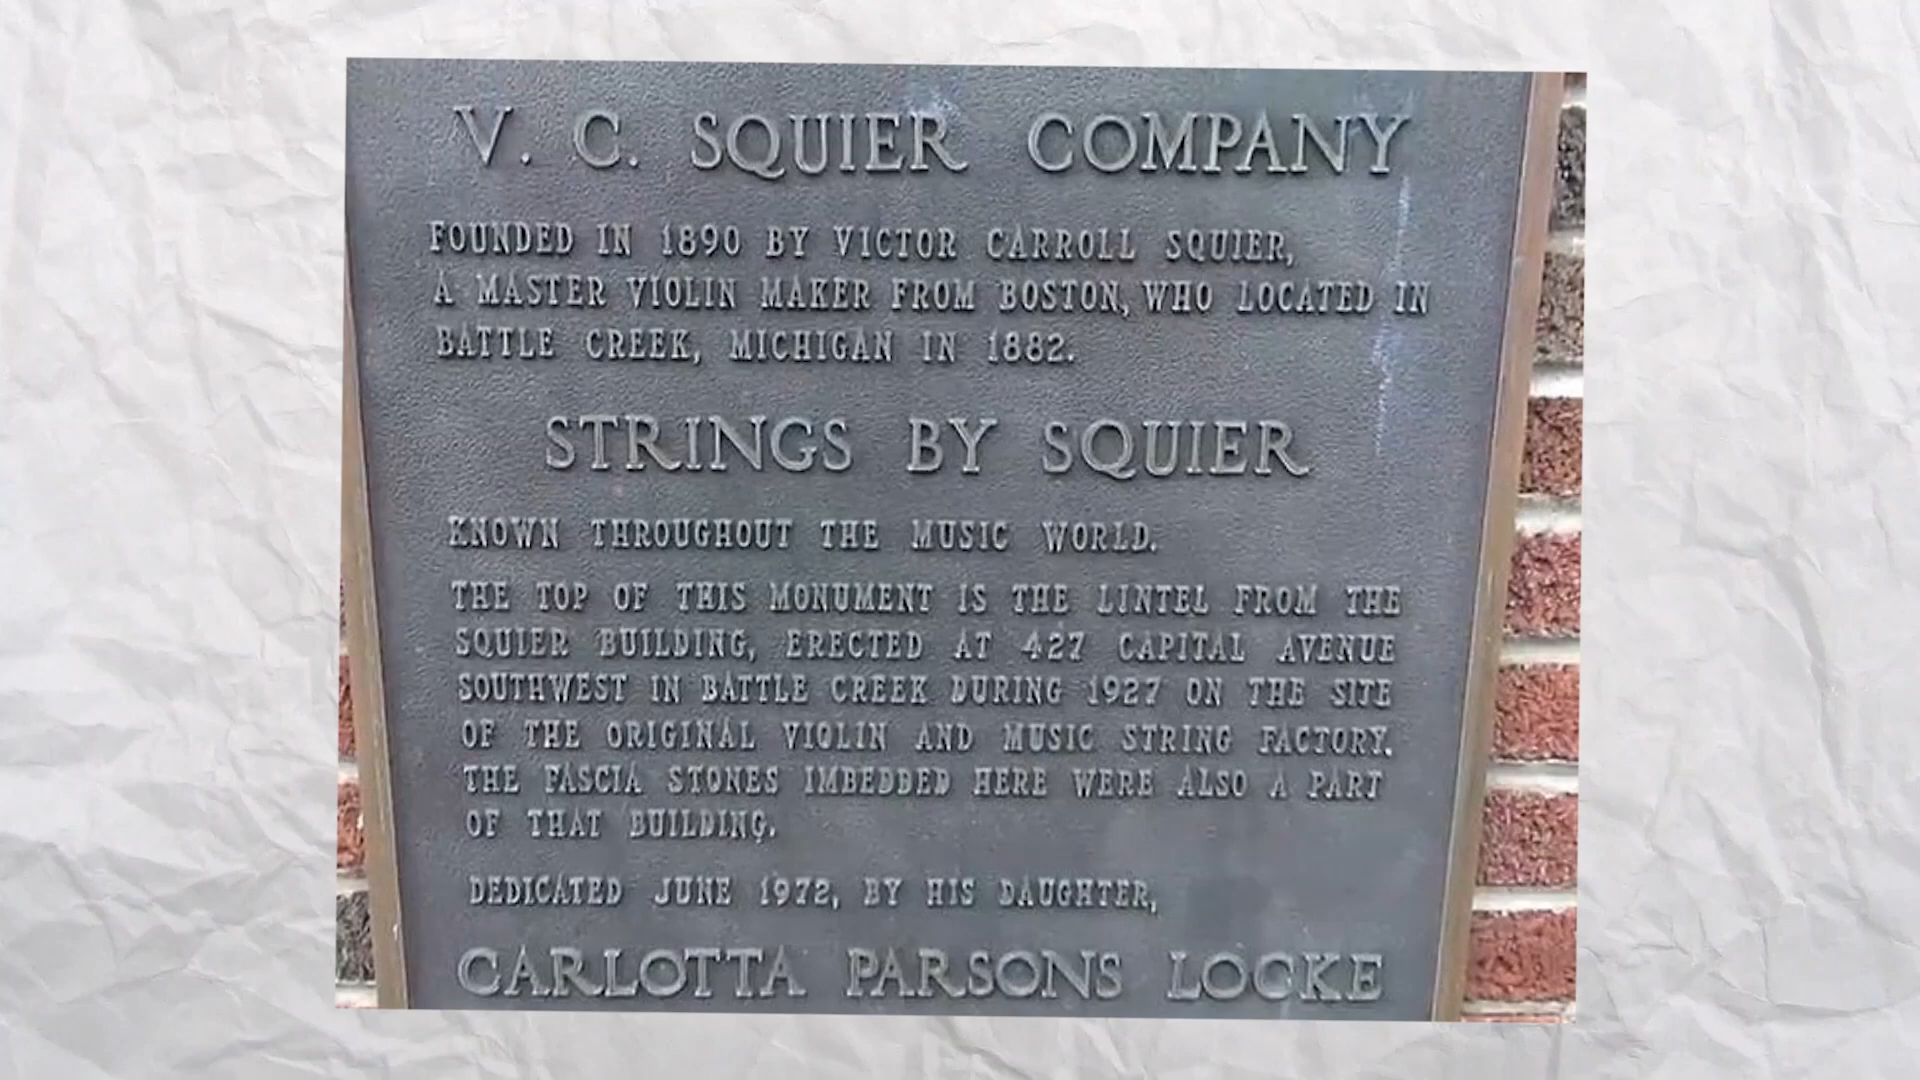 V. C. SQUIER COMPANY
FOUNDED IN 1890 BY VICTOR CARROLL SQUIER,
A MASTER VIOLIN MAKER FROM BOSTON, WHO LOCATED IN
BATTLE CREEK, MICHIGAN IN 1882.
STRINGS BY SQUIER
KNOWN THROUGHOUT THE MUSIC WORLD.
THE TOP OF THIS MONUMENT IS THE LINTEL FROM THE
SQUIER BUILDING, ERECTED AT 427 CAPITAL AVENUE
SOUTHWEST IN BATTLE CREEK DURING 1927 ON THE SITE
OF THE ORIGINAL VIOLIN AND MUSIC STRING FACTORY.
THE FASCIA STONES IMBEDDED HERE WERE ALSO A PART
OF THAT BUILDING.
DEDICATED JUNE 1972, BY HIS DAUGHTER,
CARLOTTA PARSONS LOCKE